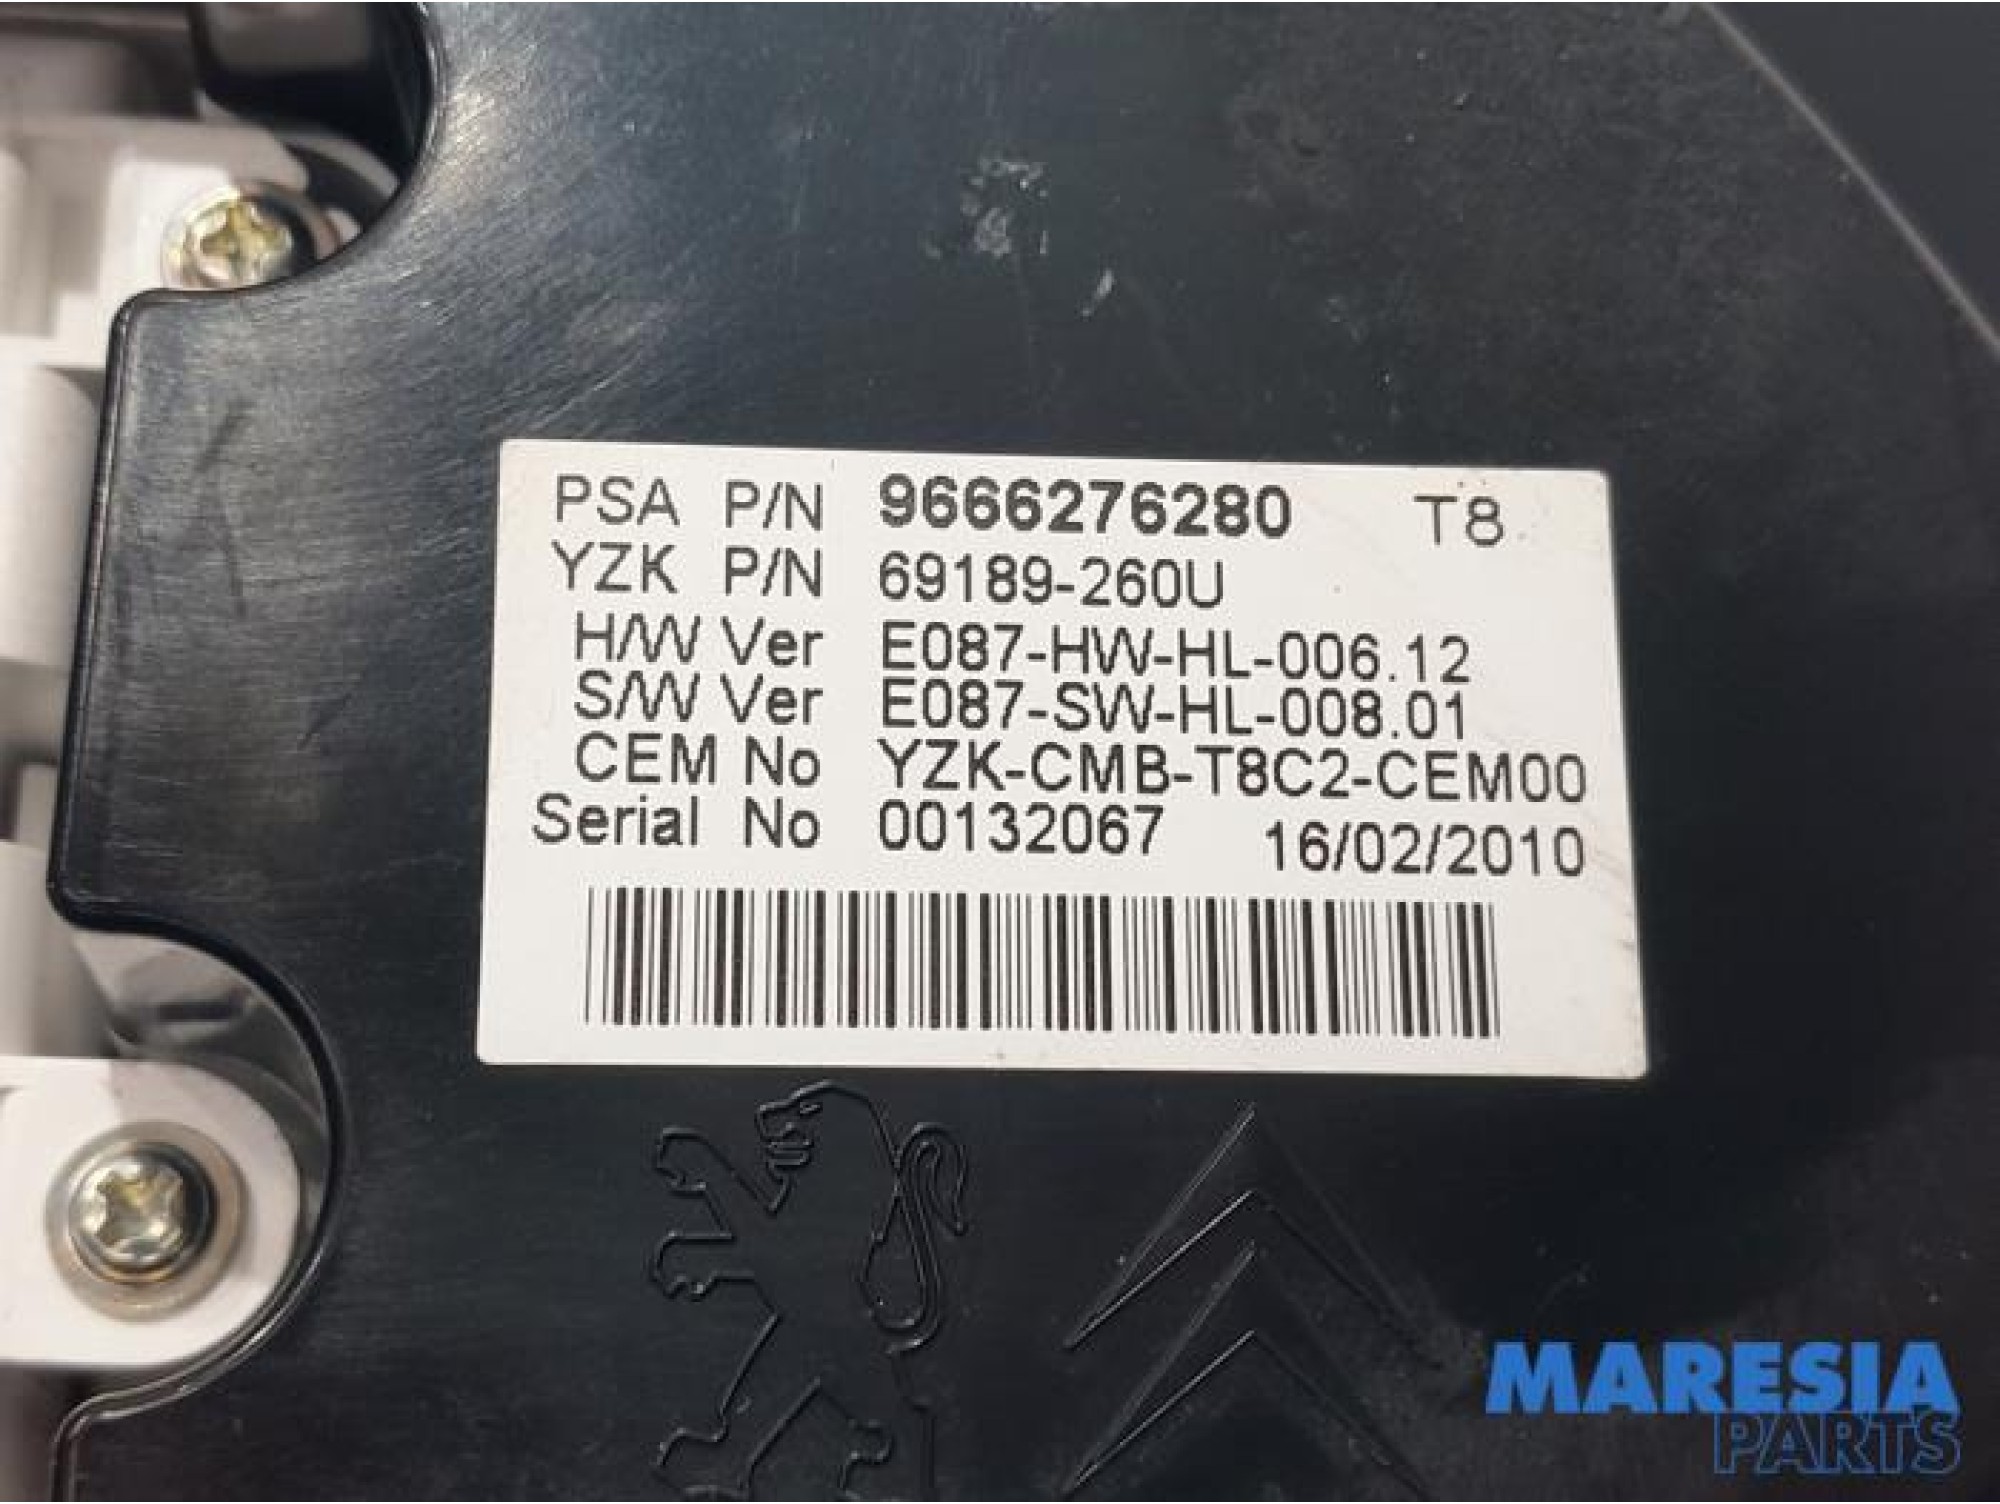 PSA P/N 9666276280 T8
YZK P/N 69189-260U
H/W Ver E087-HW-HL-006.12
S/W Ver E087-SW-HL-008.01
CEM No YZK-CMB-T8C2-CEM00
Serial No 00132067 16/02/2010
MARESIA
PARTS